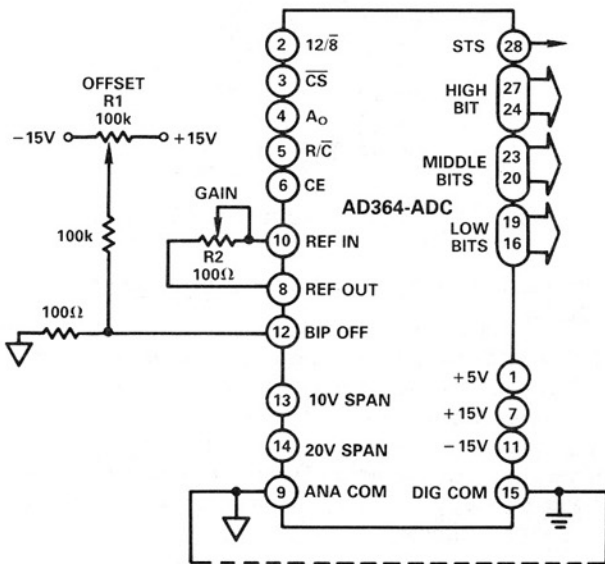 OFFSET
R1
100k
−15V
+15V
100k
100Ω
GAIN
R2
100Ω
2 12/8̅
3 C̅S̅
4 A₀
5 R/C̅
6 CE
10 REF IN
8 REF OUT
12 BIP OFF
13 10V SPAN
14 20V SPAN
9 ANA COM
AD364-ADC
STS 28
HIGH BIT
27
24
MIDDLE BITS
23
20
LOW BITS
19
16
+5V 1
+15V 7
−15V 11
DIG COM 15